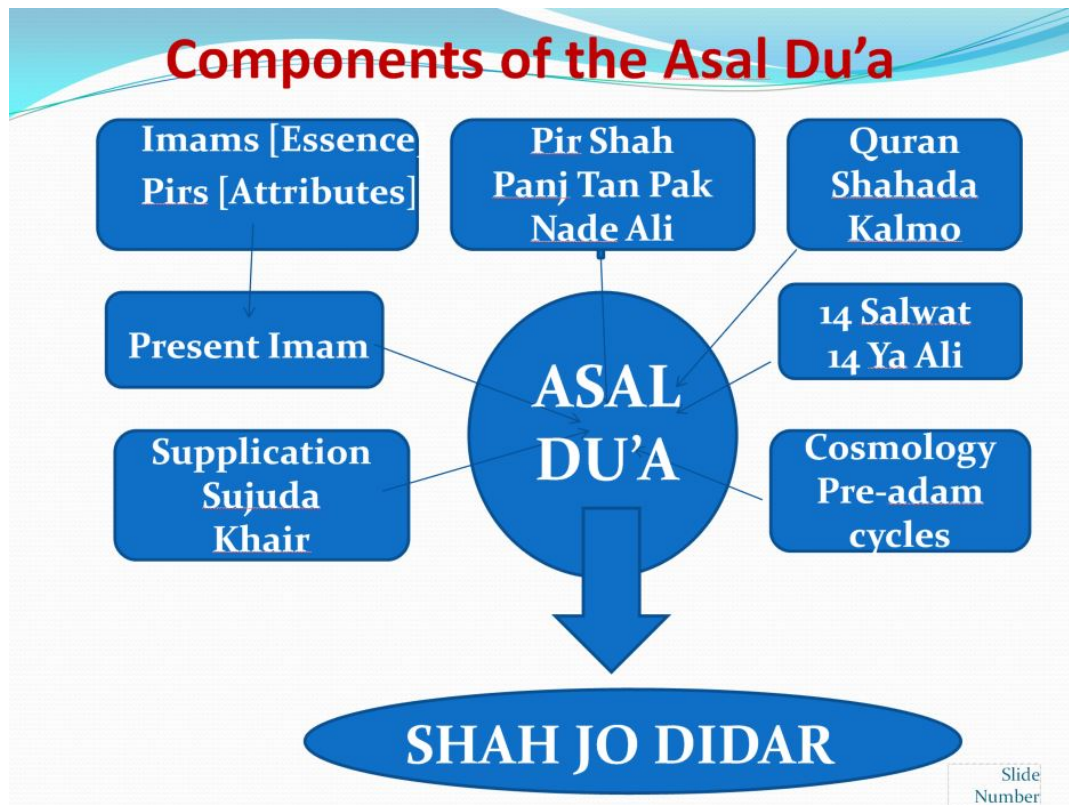 Components of the Asal Du’a
Imams [Essence]
Pirs [Attributes]
Pir Shah
Panj Tan Pak
Nade Ali
Quran
Shahada
Kalmo
Present Imam
14 Salwat
14 Ya Ali
ASAL
DU’A
Supplication
Sujuda
Khair
Cosmology
Pre-adam
cycles
SHAH JO DIDAR
Slide
Number